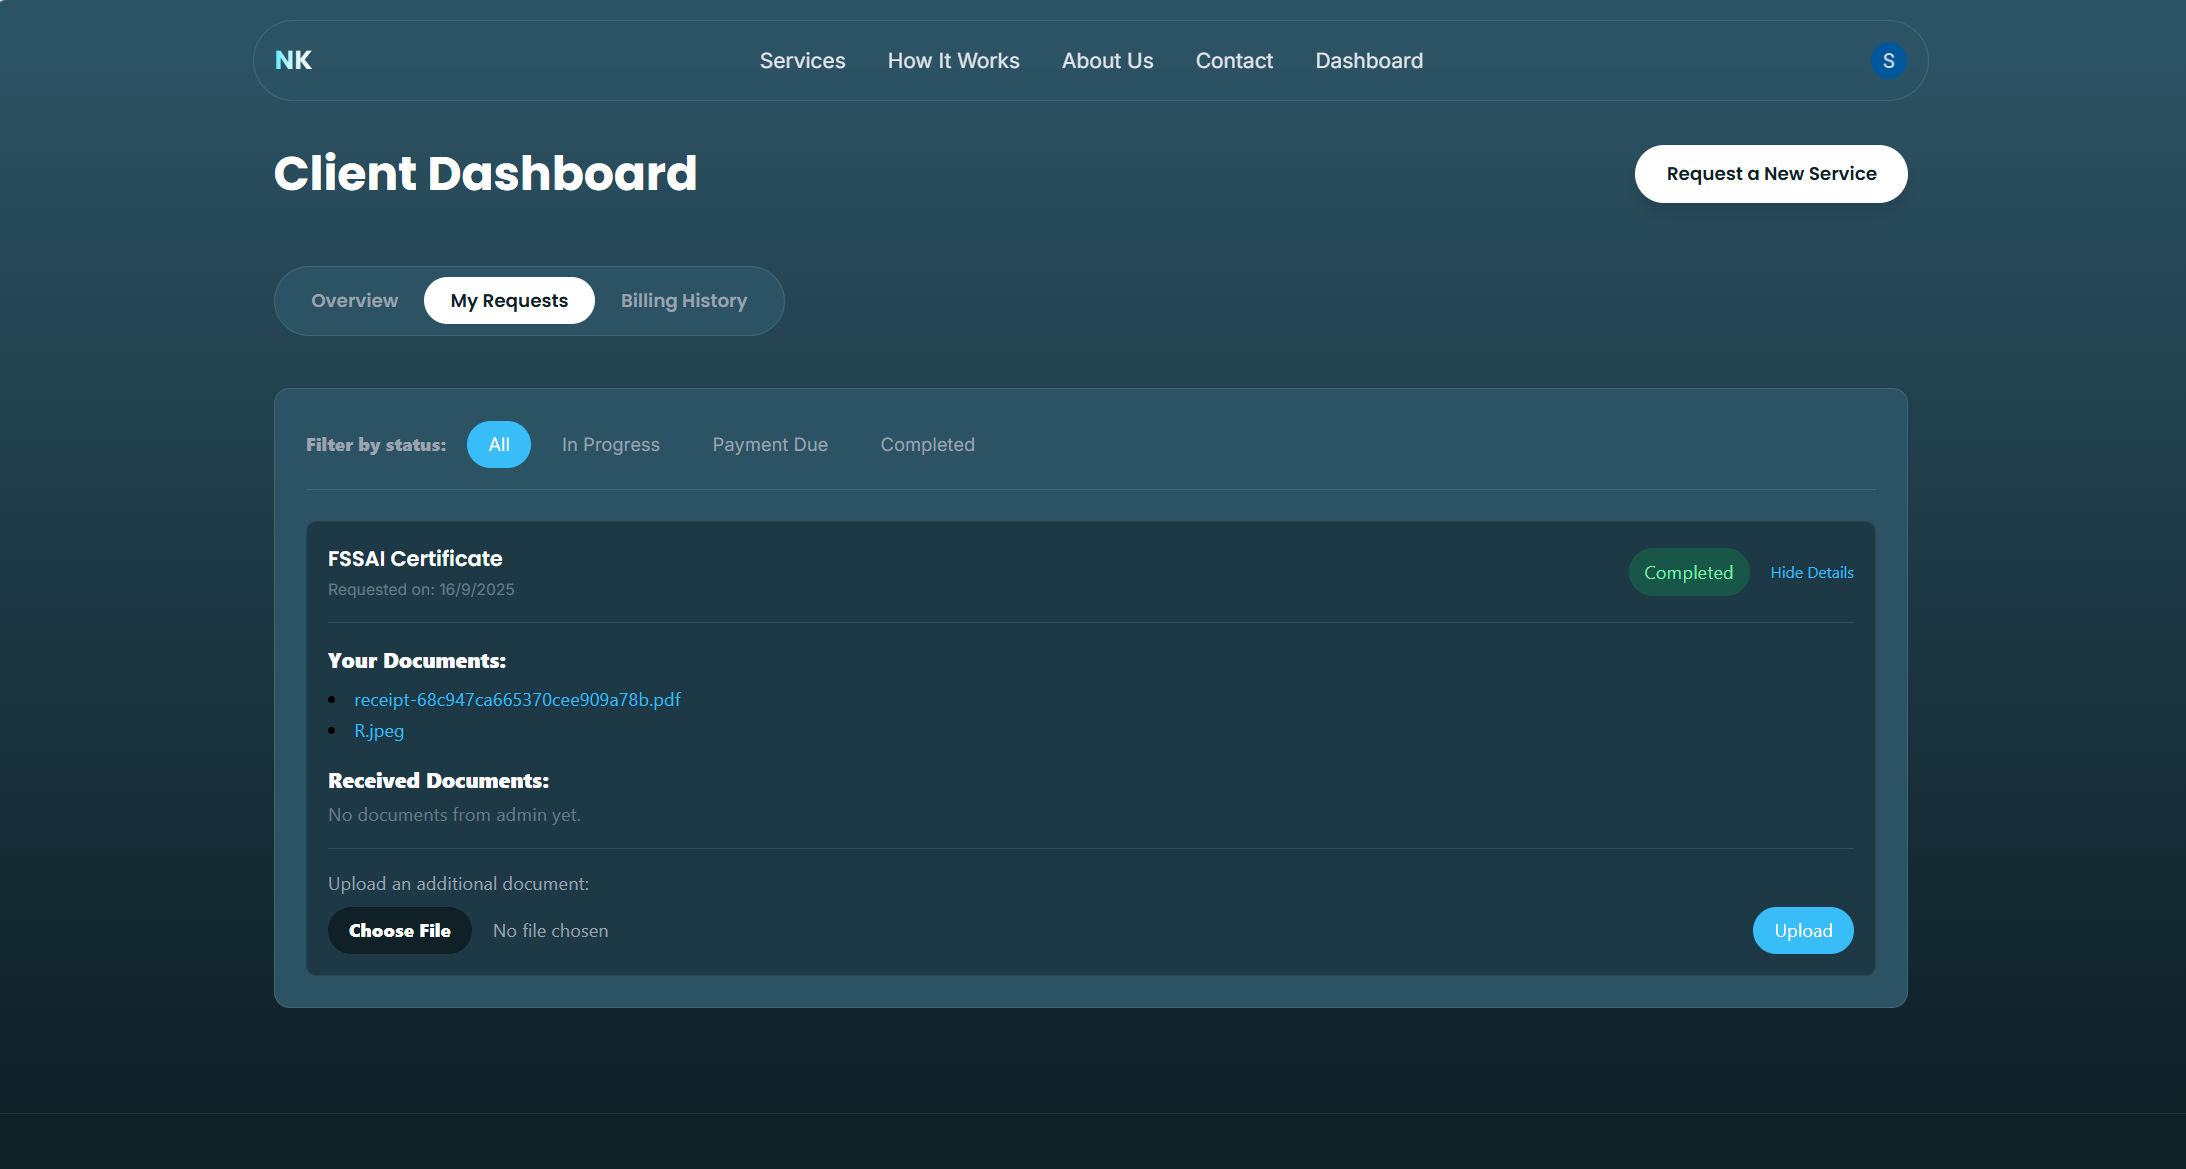 NK
Services How It Works About Us Contact Dashboard
S
Client Dashboard
Request a New Service
Overview My Requests Billing History
Filter by status: All In Progress Payment Due Completed
FSSAI Certificate
Requested on: 16/9/2025
Completed Hide Details
Your Documents:
receipt-68c947ca665370cee909a78b.pdf
R.jpeg
Received Documents:
No documents from admin yet.
Upload an additional document:
Choose File No file chosen
Upload